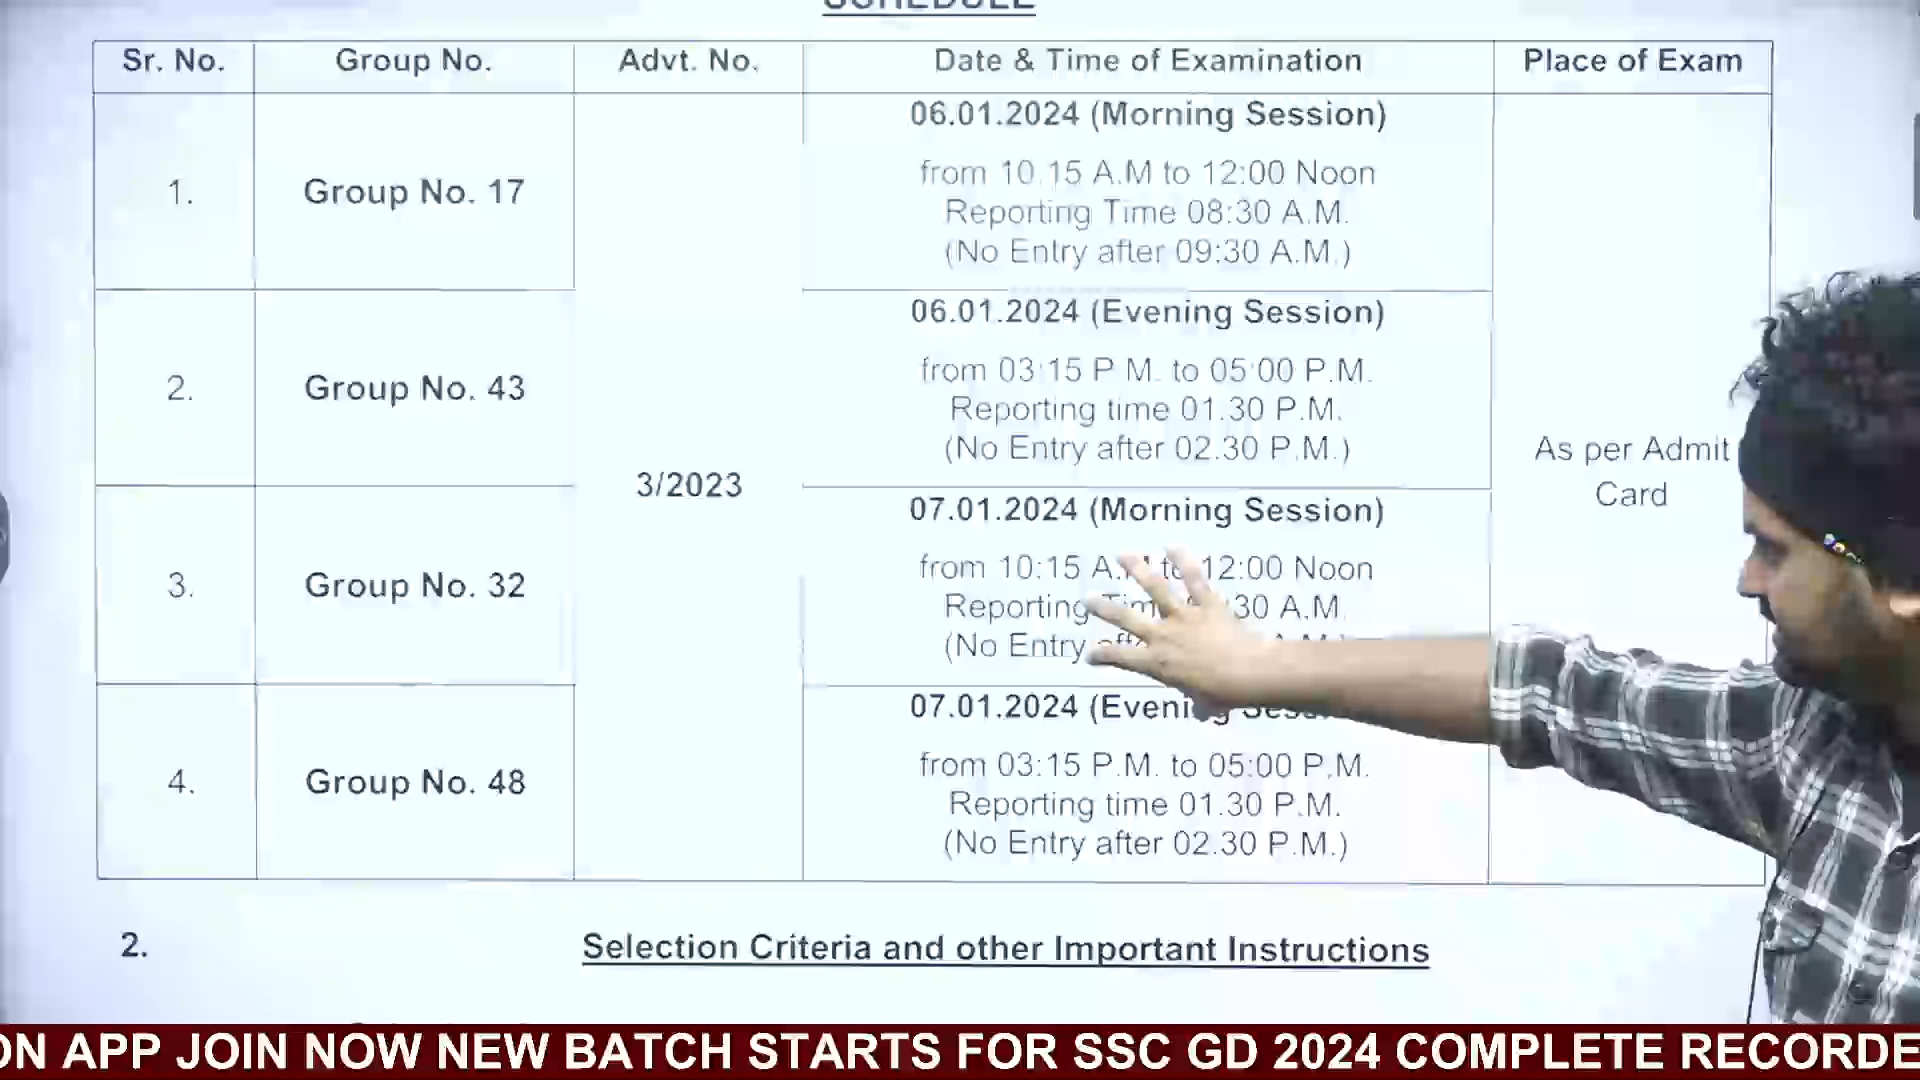 SCHEDULE
Sr. No. Group No. Advt. No. Date & Time of Examination Place of Exam
1. Group No. 17
06.01.2024 (Morning Session)
from 10.15 A.M to 12:00 Noon
Reporting Time 08:30 A.M.
(No Entry after 09:30 A.M.)
2. Group No. 43
06.01.2024 (Evening Session)
from 03:15 P.M. to 05:00 P.M.
Reporting time 01.30 P.M.
(No Entry after 02.30 P.M.)
3/2023
As per Admit
Card
3. Group No. 32
07.01.2024 (Morning Session)
from 10:15 A.M to 12:00 Noon
Reporting 30 A.M.
(No Entry
4. Group No. 48
07.01.2024 (Evening
from 03:15 P.M. to 05:00 P.M.
Reporting time 01.30 P.M.
(No Entry after 02.30 P.M.)
2. Selection Criteria and other Important Instructions
ON APP JOIN NOW NEW BATCH STARTS FOR SSC GD 2024 COMPLETE RECORDE